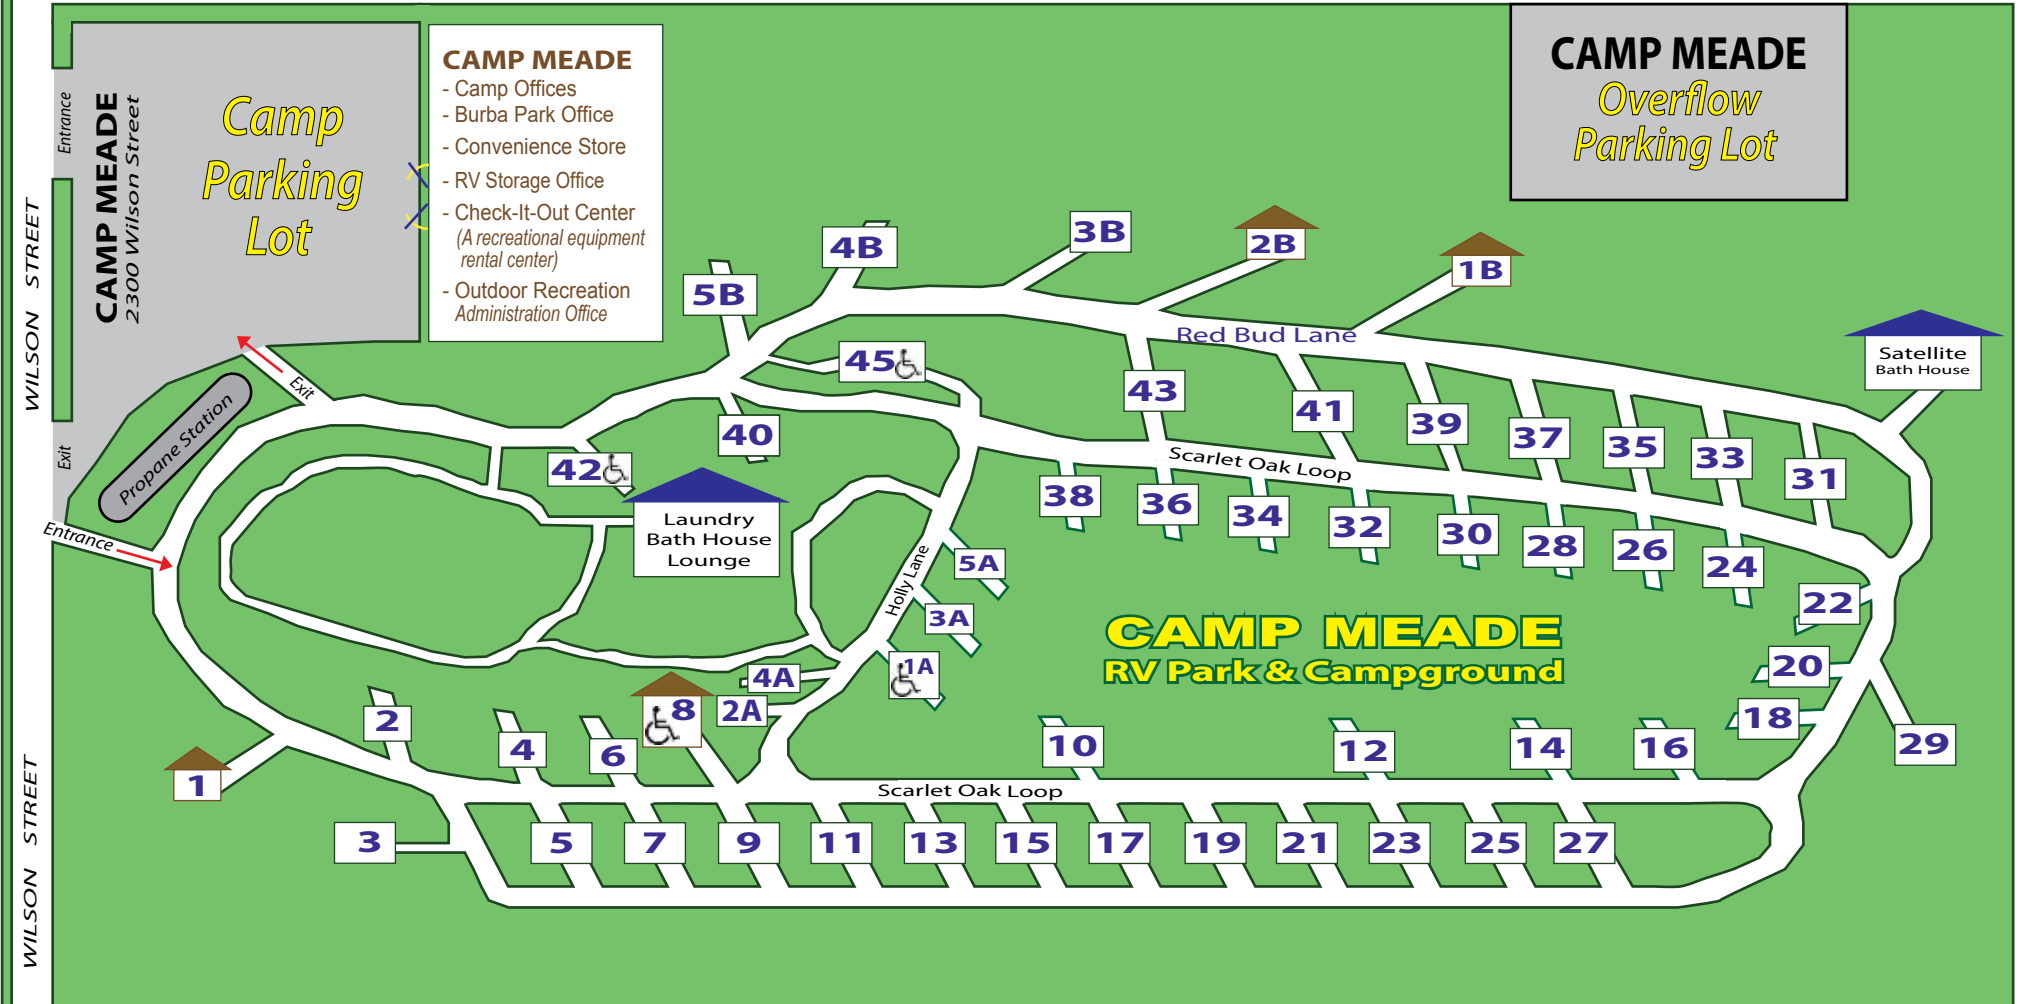 CAMP MEADE
- Camp Offices
- Burba Park Office
- Convenience Store
- RV Storage Office
- Check-It-Out Center
(A recreational equipment
rental center)
- Outdoor Recreation
Administration Office
CAMP MEADE
Overflow
Parking Lot
Camp
Parking
Lot
Entrance
CAMP MEADE
2300 Wilson Street
WILSON STREET
Exit
Exit
Propane Station
Entrance
WILSON STREET
4B
3B
2B
1B
5B
Red Bud Lane
Satellite
Bath House
45
43
41
39
37
35
33
31
40
42
Scarlet Oak Loop
38
36
34
32
30
28
26
24
Laundry
Bath House
Lounge
Holly Lane
5A
3A
1A
4A
2A
CAMP MEADE
RV Park & Campground
22
20
18
29
1
2
4
6
8
10
12
14
16
Scarlet Oak Loop
3
5
7
9
11
13
15
17
19
21
23
25
27